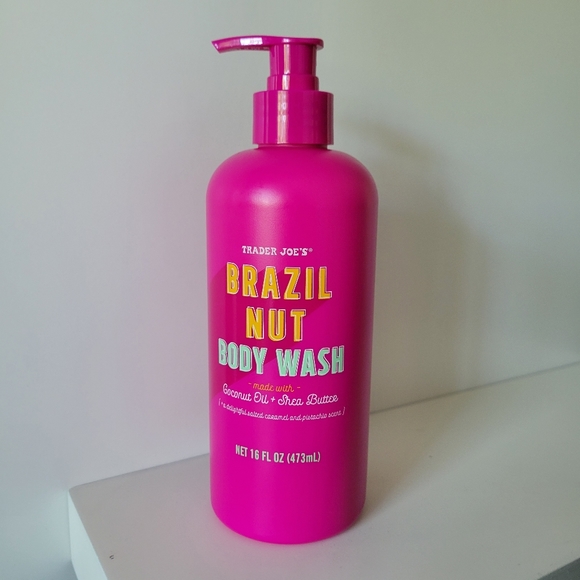 TRADER JOE'S®
BRAZIL
NUT
BODY WASH
- made with -
Coconut Oil + Shea Butter
[ + a delightful salted caramel and pistachio scent ]
NET 16 FL OZ (473mL)